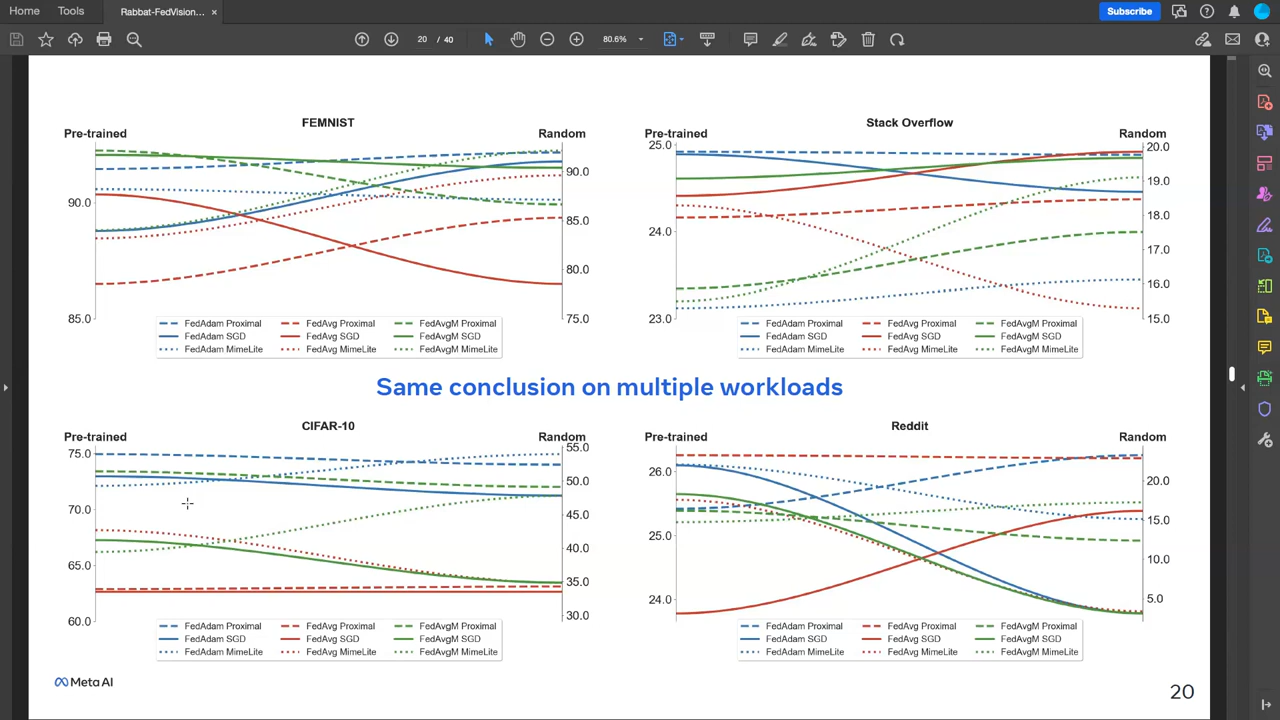 Home Tools Rabbat-FedVision... ×
Subscribe
20 / 40 80.6%
FEMNIST
Pre-trained Random
90.0
85.0
90.0
85.0
80.0
75.0
FedAdam Proximal FedAvg Proximal FedAvgM Proximal
FedAdam SGD FedAvg SGD FedAvgM SGD
FedAdam MimeLite FedAvg MimeLite FedAvgM MimeLite
Stack Overflow
Pre-trained Random
25.0
24.0
23.0
20.0
19.0
18.0
17.0
16.0
15.0
FedAdam Proximal FedAvg Proximal FedAvgM Proximal
FedAdam SGD FedAvg SGD FedAvgM SGD
FedAdam MimeLite FedAvg MimeLite FedAvgM MimeLite
Same conclusion on multiple workloads
CIFAR-10
Pre-trained Random
75.0
70.0
65.0
60.0
55.0
50.0
45.0
40.0
35.0
30.0
FedAdam Proximal FedAvg Proximal FedAvgM Proximal
FedAdam SGD FedAvg SGD FedAvgM SGD
FedAdam MimeLite FedAvg MimeLite FedAvgM MimeLite
Reddit
Pre-trained Random
26.0
25.0
24.0
20.0
15.0
10.0
5.0
FedAdam Proximal FedAvg Proximal FedAvgM Proximal
FedAdam SGD FedAvg SGD FedAvgM SGD
FedAdam MimeLite FedAvg MimeLite FedAvgM MimeLite
Meta AI
20